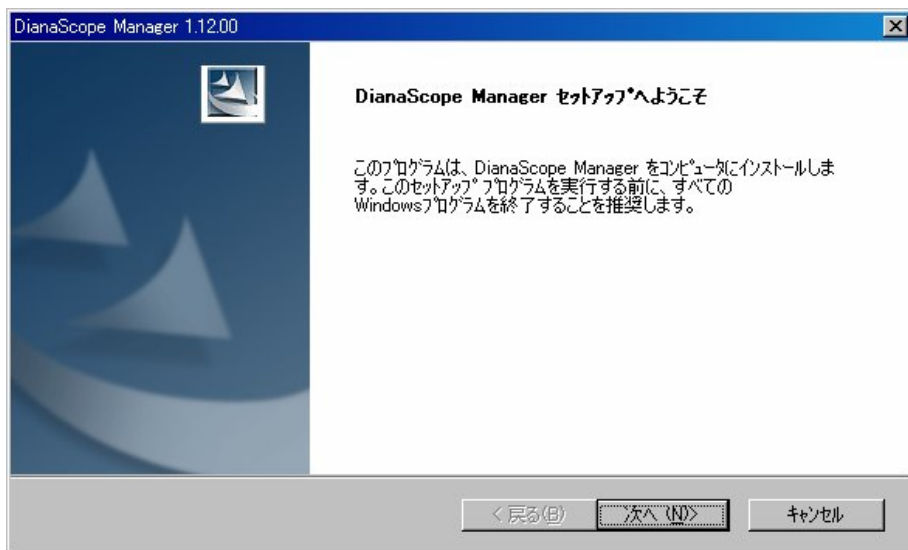 DianaScope Manager 1.12.00
DianaScope Manager ｾｯﾄｱｯﾌﾟへようこそ
このﾌﾟﾛｸﾞﾗﾑは、DianaScope Manager をｺﾝﾋﾟｭｰﾀにインストールしま
す。このｾｯﾄｱｯﾌﾟ ﾌﾟﾛｸﾞﾗﾑを実行する前に、すべての
Windowsﾌﾟﾛｸﾞﾗﾑを終了することを推奨します。
< 戻る(B)
次へ (N)>
ｷｬﾝｾﾙ